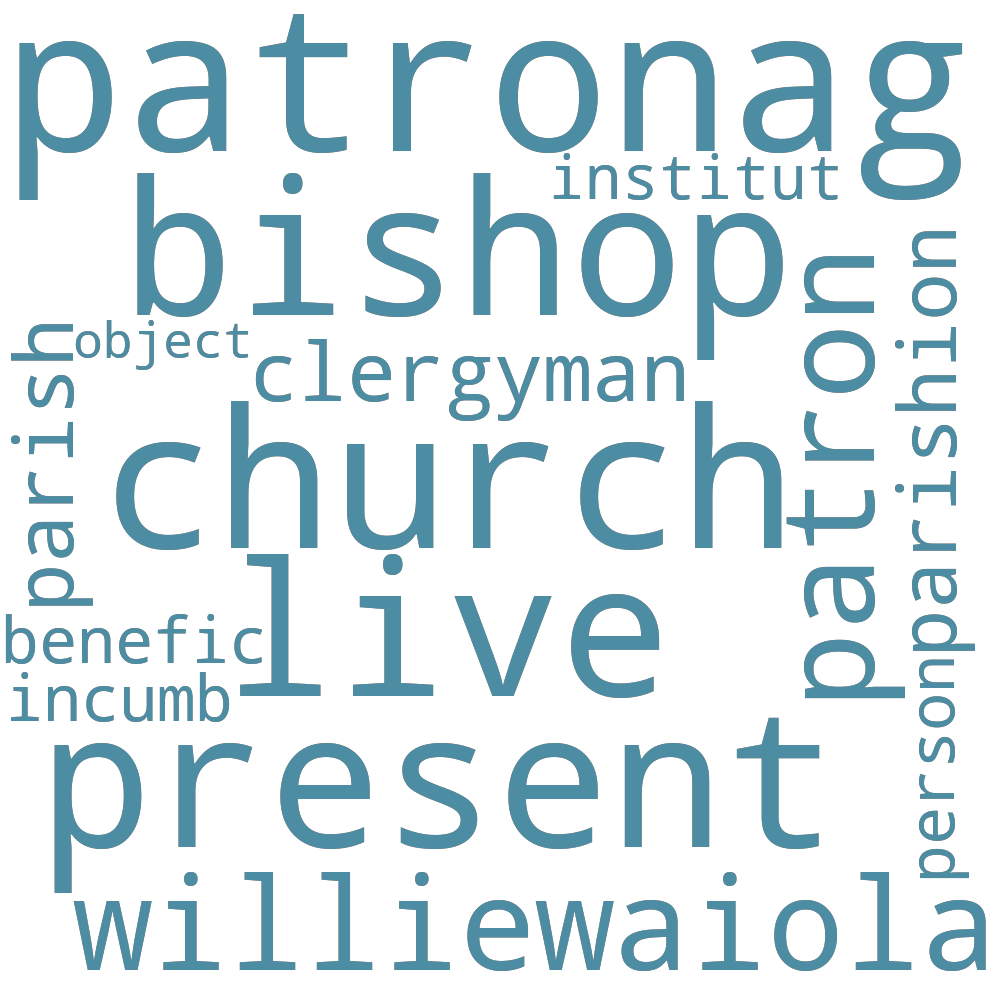 patronag
institut
bishop
patron
parishion
parish
object
clergyman
church
live
benefic
incumb
person
present
williewaiola